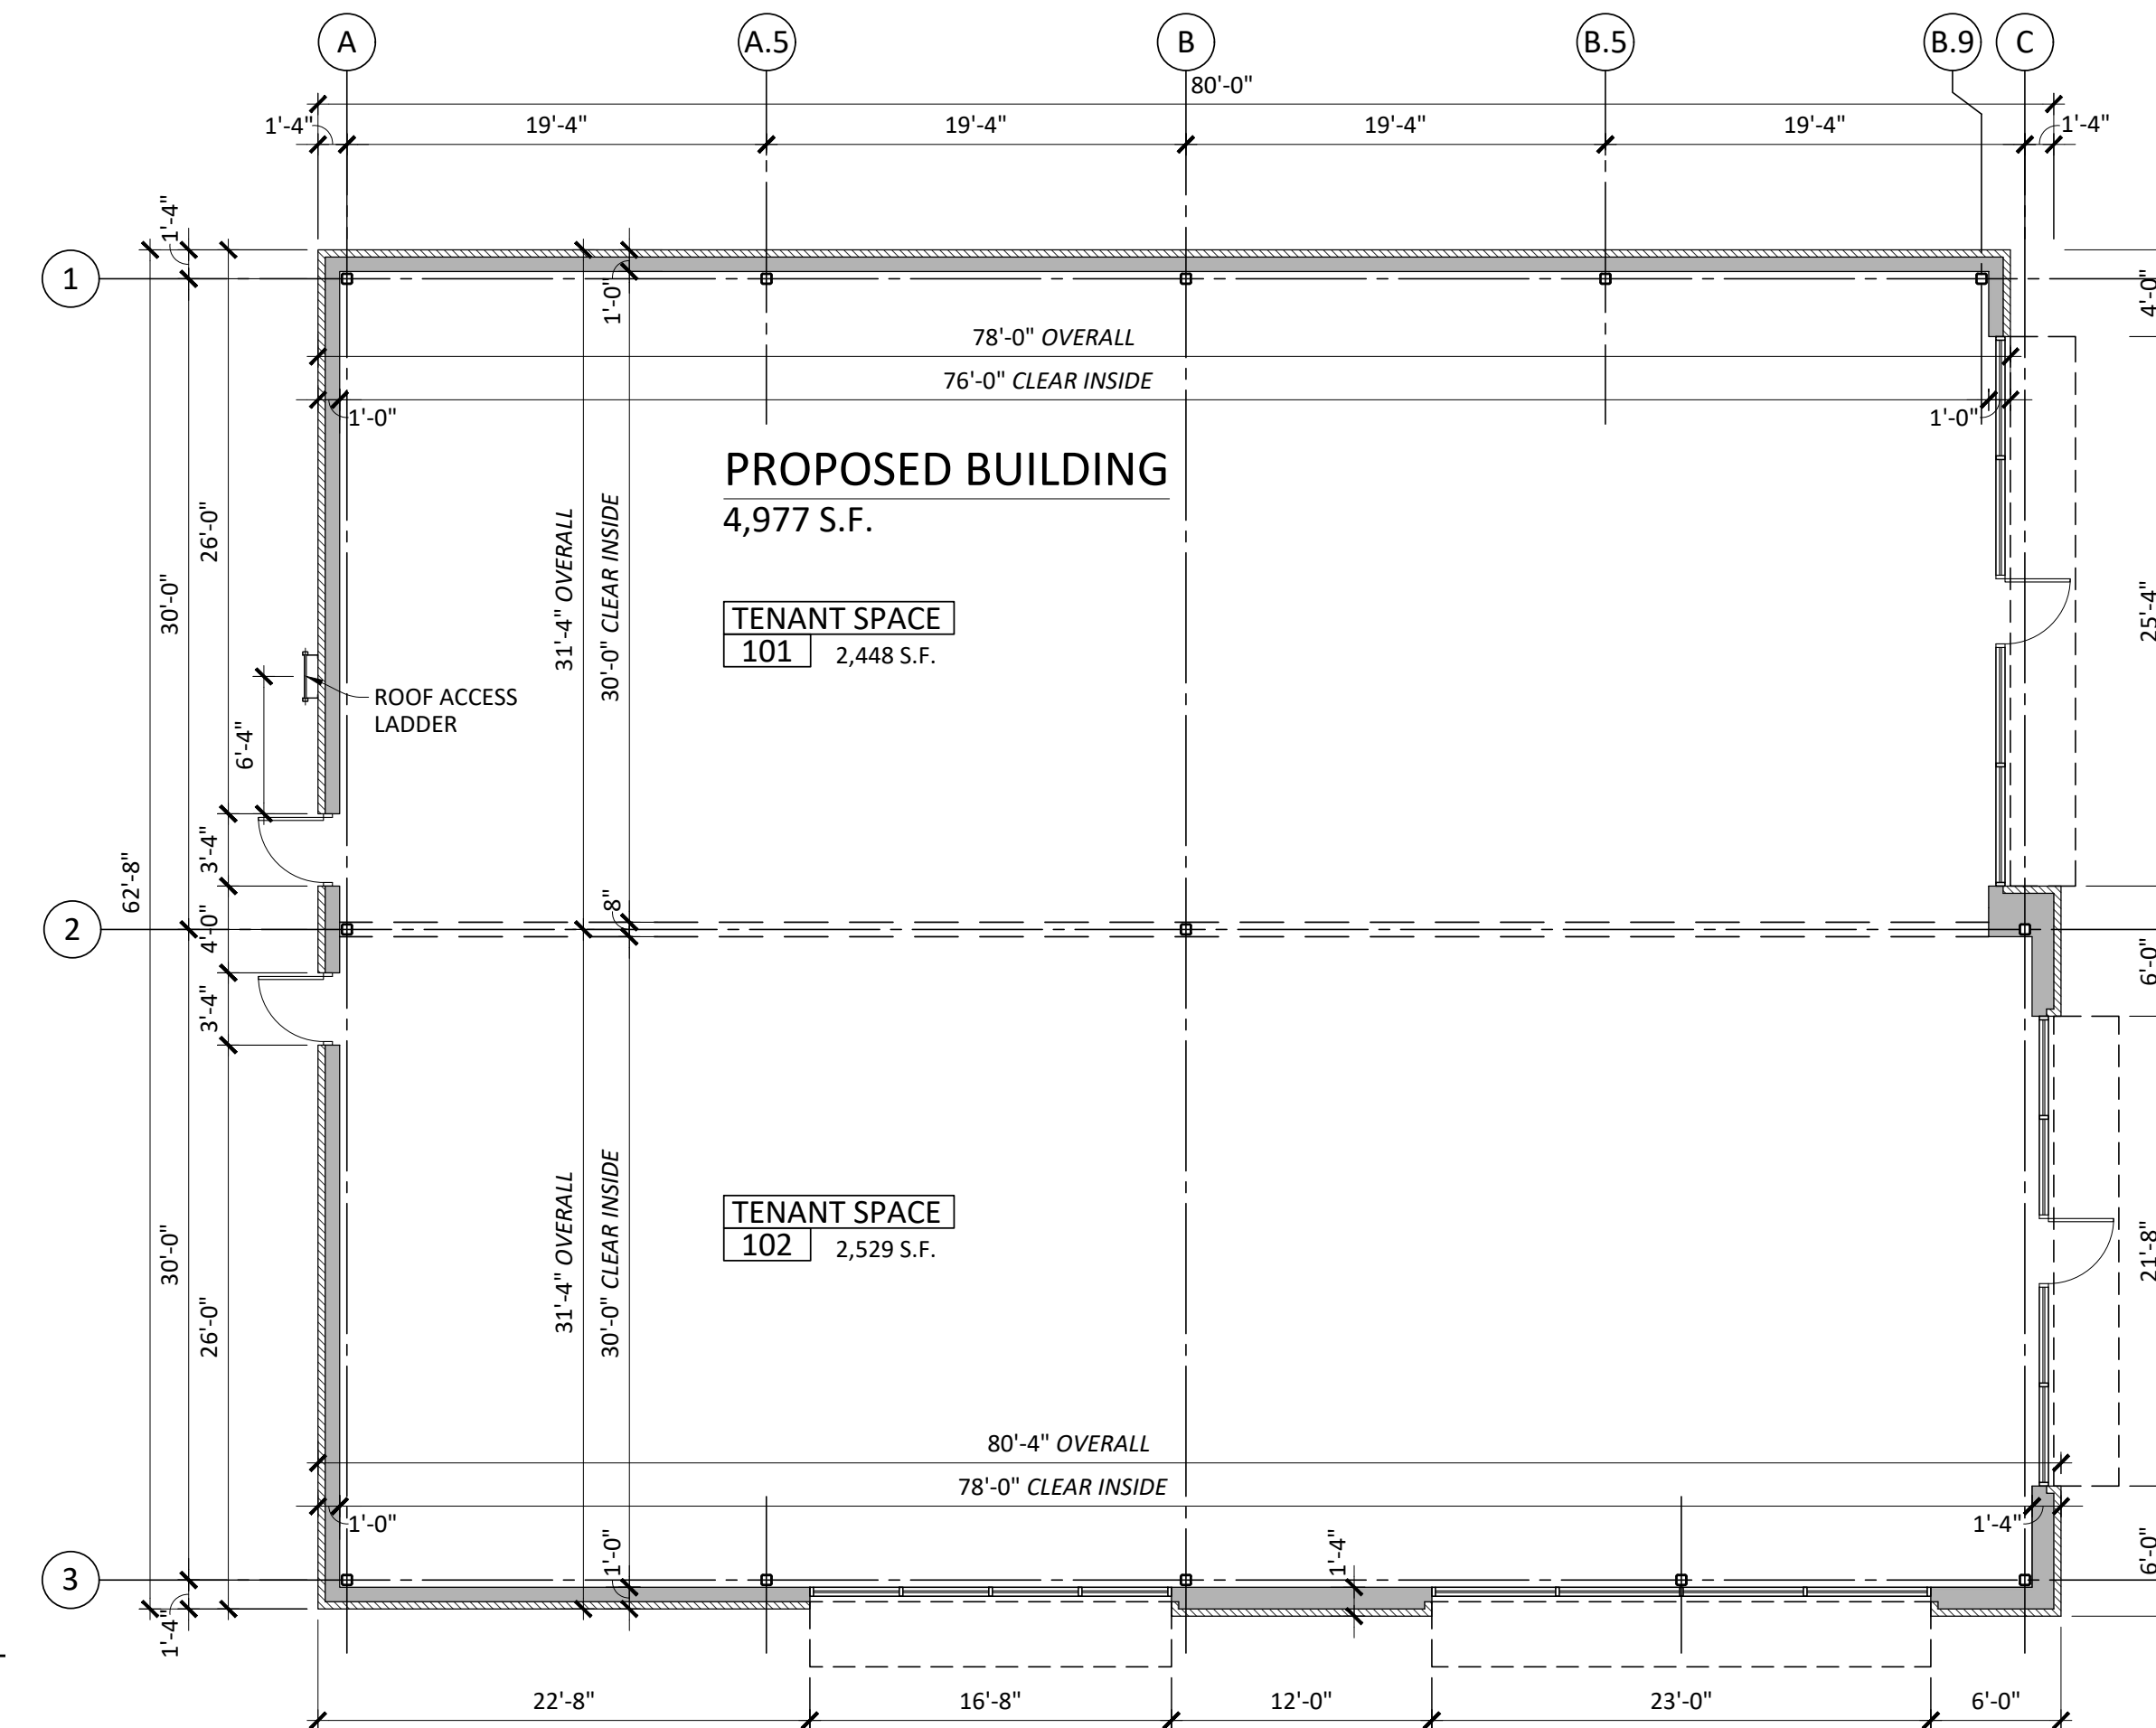 A A.5 B B.5 B.9 C
80'-0"
1'-4" 19'-4" 19'-4" 19'-4" 19'-4" 1'-4"
1'-4"
1
4'-0"
1'-0"
78'-0" OVERALL
76'-0" CLEAR INSIDE
1'-0" 1'-0"
PROPOSED BUILDING
4,977 S.F.
26'-0"
30'-0"
31'-4" OVERALL
30'-0" CLEAR INSIDE
25'-4"
TENANT SPACE
101 2,448 S.F.
ROOF ACCESS
LADDER
6'-4"
3'-4"
62'-8"
8"
2
4'-0"
6'-0"
3'-4"
TENANT SPACE
102 2,529 S.F.
30'-0"
26'-0"
31'-4" OVERALL
30'-0" CLEAR INSIDE
21'-8"
80'-4" OVERALL
78'-0" CLEAR INSIDE
1'-0" 1'-4"
1'-0"
1'-4"
6'-0"
3
1'-4"
22'-8" 16'-8" 12'-0" 23'-0" 6'-0"